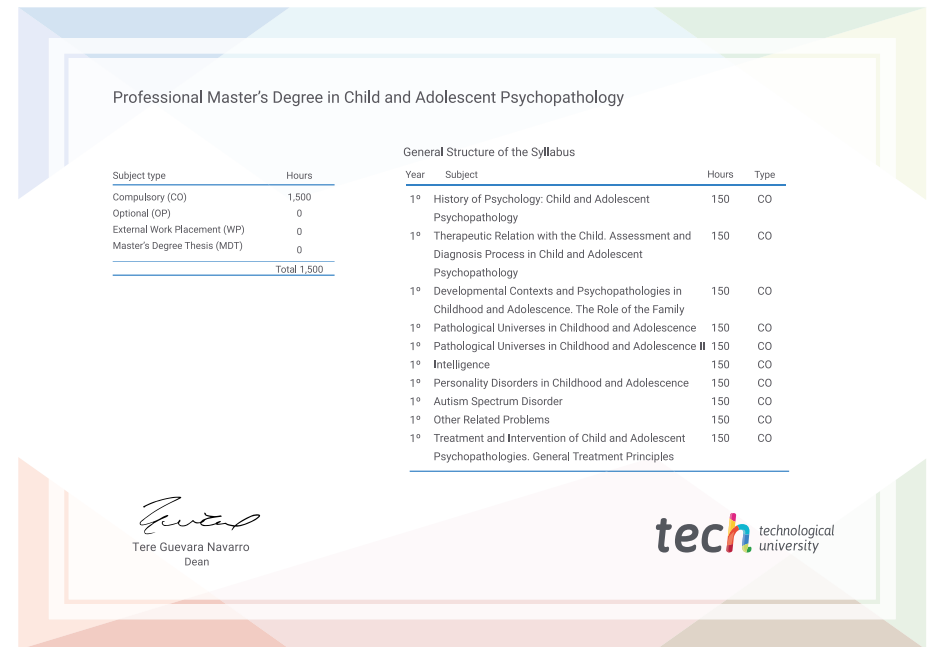 Professional Master's Degree in Child and Adolescent Psychopathology
Subject type Hours
Compulsory (CO) 1,500
Optional (OP) 0
External Work Placement (WP) 0
Master's Degree Thesis (MDT) 0
Total 1,500
General Structure of the Syllabus
Year Subject Hours Type
1º History of Psychology: Child and Adolescent 150 CO
Psychopathology
1º Therapeutic Relation with the Child. Assessment and 150 CO
Diagnosis Process in Child and Adolescent
Psychopathology
1º Developmental Contexts and Psychopathologies in 150 CO
Childhood and Adolescence. The Role of the Family
1º Pathological Universes in Childhood and Adolescence 150 CO
1º Pathological Universes in Childhood and Adolescence II 150 CO
1º Intelligence 150 CO
1º Personality Disorders in Childhood and Adolescence 150 CO
1º Autism Spectrum Disorder 150 CO
1º Other Related Problems 150 CO
1º Treatment and Intervention of Child and Adolescent 150 CO
Psychopathologies. General Treatment Principles
Tere Guevara Navarro
Dean
tech technological
university